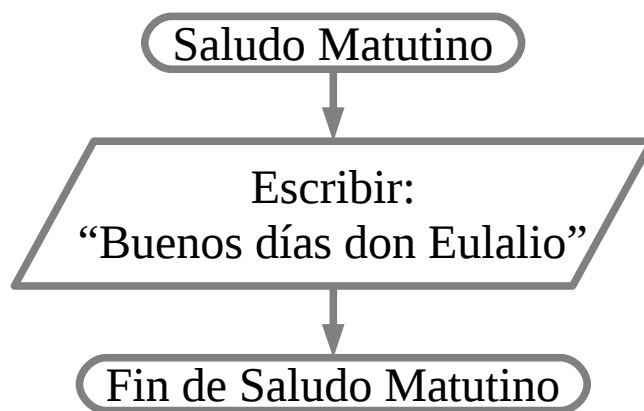 Saludo Matutino
Escribir:
“Buenos días don Eulalio”
Fin de Saludo Matutino